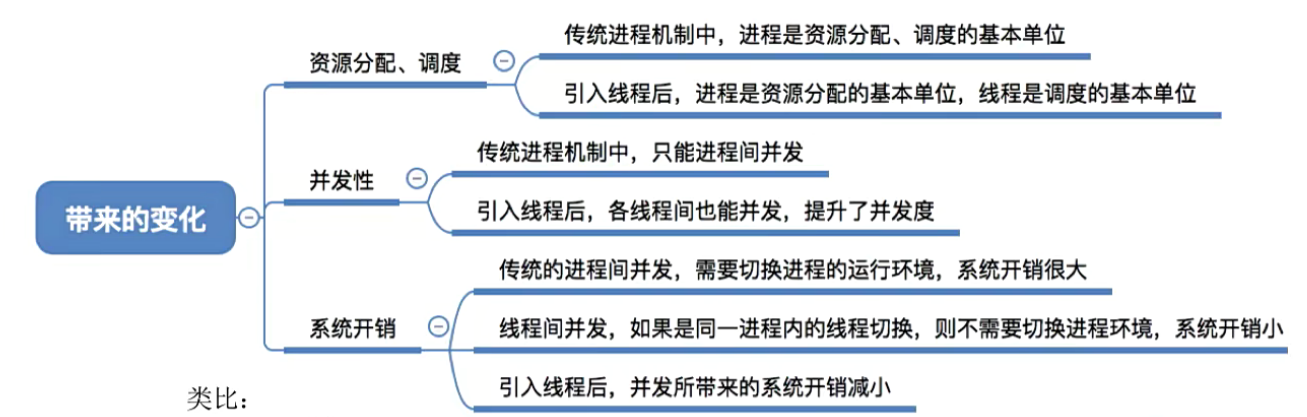 带来的变化
资源分配、调度
传统进程机制中，进程是资源分配、调度的基本单位
引入线程后，进程是资源分配的基本单位，线程是调度的基本单位
并发性
传统进程机制中，只能进程间并发
引入线程后，各线程间也能并发，提升了并发度
系统开销
传统的进程间并发，需要切换进程的运行环境，系统开销很大
线程间并发，如果是同一进程内的线程切换，则不需要切换进程环境，系统开销小
引入线程后，并发所带来的系统开销减小
类比：